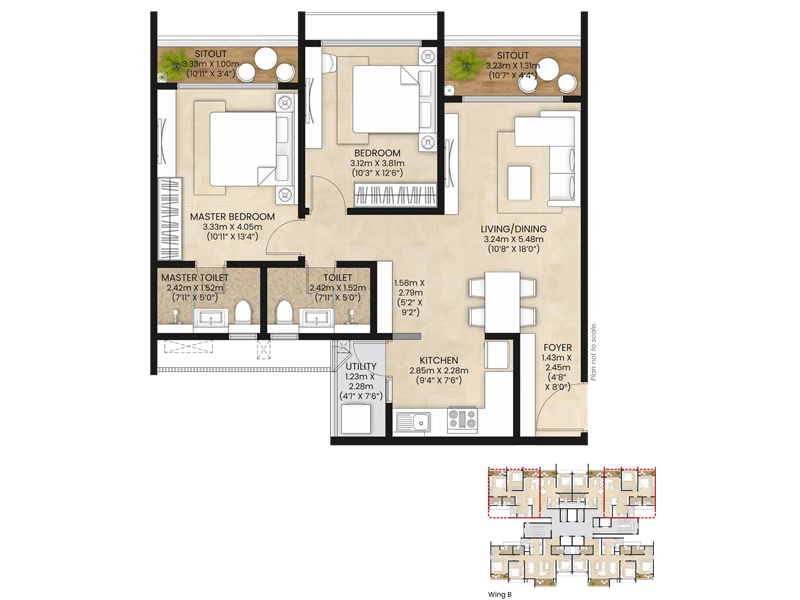 SITOUT
3.33m X 1.00m
(10'11" X 3'4")
SITOUT
3.23m X 1.31m
(10'7" X 4'4")
BEDROOM
3.12m X 3.81m
(10'3" X 12'6")
MASTER BEDROOM
3.33m X 4.05m
(10'11" X 13'4")
LIVING/DINING
3.24m X 5.48m
(10'8" X 18'0")
MASTER TOILET
2.42m X 1.52m
(7'11" X 5'0")
TOILET
2.42m X 1.52m
(7'11" X 5'0")
1.58m X
2.79m
(5'2" X
9'2")
KITCHEN
2.85m X 2.28m
(9'4" X 7'6")
UTILITY
1.23m X
2.28m
(4'1" X 7'6")
FOYER
1.43m X
2.45m
(4'8"
X 8'0")
Plan not to scale.
Wing B